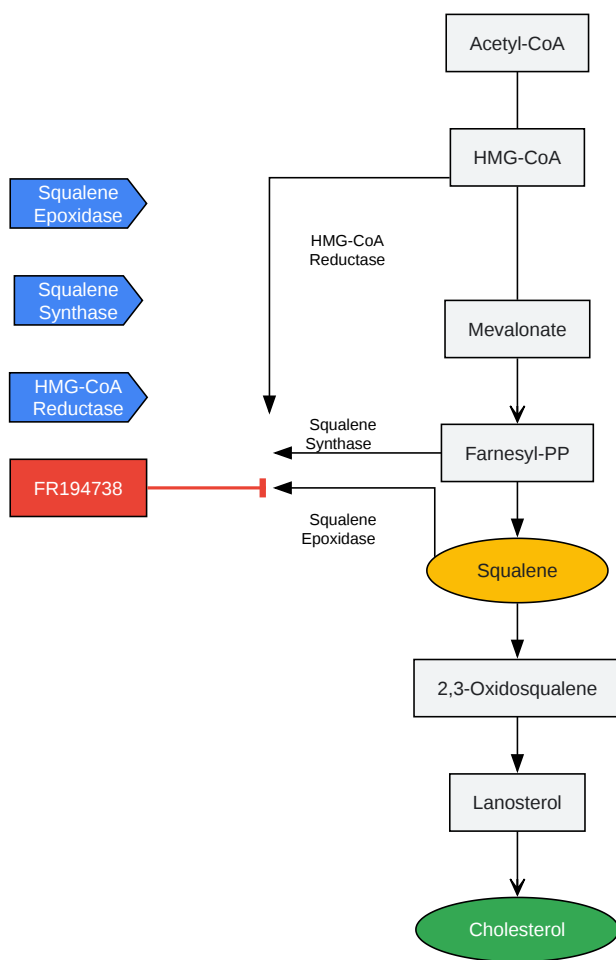 Acetyl-CoA
HMG-CoA
Squalene
Epoxidase
HMG-CoA
Reductase
Squalene
Synthase
Mevalonate
HMG-CoA
Reductase
Squalene
Synthase
Farnesyl-PP
FR194738
Squalene
Epoxidase
Squalene
2,3-Oxidosqualene
Lanosterol
Cholesterol